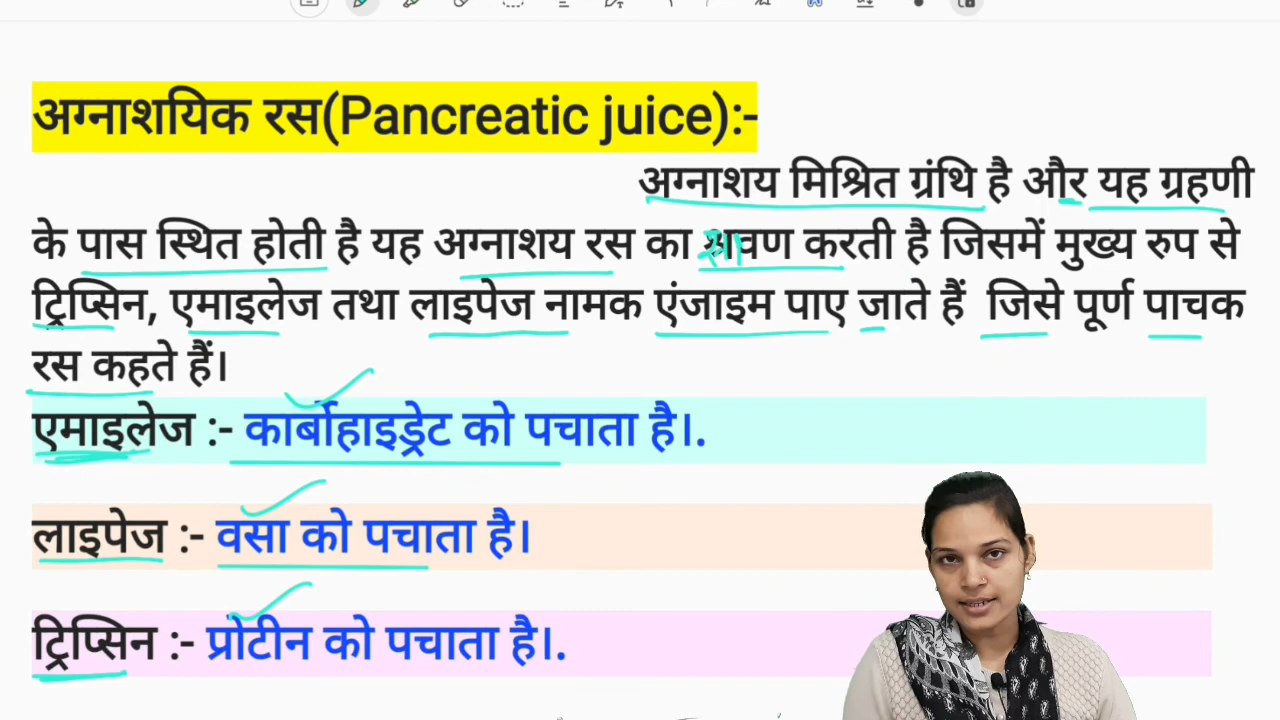 अग्नाशयिक रस(Pancreatic juice):-
अग्नाशय मिश्रित ग्रंथि है और यह ग्रहणी
के पास स्थित होती है यह अग्नाशय रस का श्रवण करती है जिसमें मुख्य रुप से
ट्रिप्सिन, एमाइलेज तथा लाइपेज नामक एंजाइम पाए जाते हैं जिसे पूर्ण पाचक
रस कहते हैं।
एमाइलेज :- कार्बोहाइड्रेट को पचाता है।.
लाइपेज :- वसा को पचाता है।
ट्रिप्सिन :- प्रोटीन को पचाता है।.